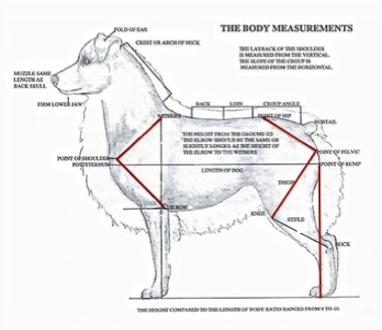 THE BODY MEASUREMENTS
FOLD OF EAR
CREST OR ARCH OF NECK
THE LAYBACK OF THE SHOULDER
IS MEASURED FROM THE VERTICAL.
THE SLOPE OF THE CROUP IS
MEASURED FROM THE HORIZONTAL.
MUZZLE SAME
LENGTH AS
BACK SKULL
FIRM LOWER JAW
BACK
LOIN
CROUP ANGLE
WITHERS
POINT OF HIP
BOBTAIL
THE HEIGHT FROM THE GROUND TO
THE ELBOW SHOULD BE THE SAME OR
SLIGHTLY LONGER AS THE HEIGHT OF
THE ELBOW TO THE WITHERS
POINT OF SHOULDER
POINT OF PELVIC
LENGTH OF DOG
POINT OF RUMP
THIGH
ELBOW
KNEE
STIFLE
HOCK
THE HEIGHT COMPARED TO THE LENGTH OF BODY RATIO RANGES FROM 9 TO 10.